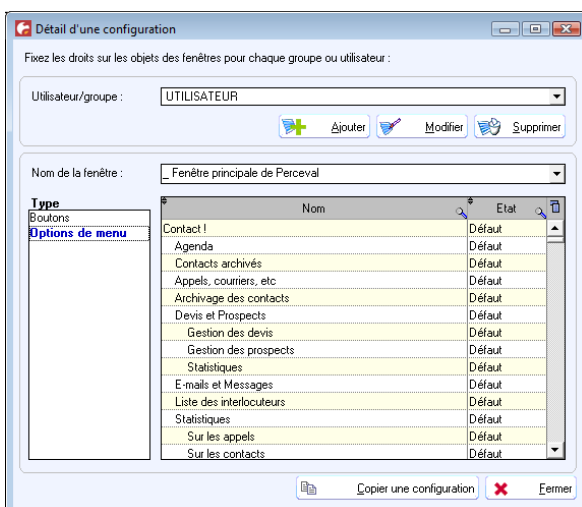 Détail d'une configuration
Fixez les droits sur les objets des fenêtres pour chaque groupe ou utilisateur :
Utilisateur/groupe : UTILISATEUR
Ajouter Modifier Supprimer
Nom de la fenêtre : _ Fenêtre principale de Perceval
Type
Boutons
Options de menu
Nom Etat
Contact ! Défaut
Agenda Défaut
Contacts archivés Défaut
Appels, courriers, etc Défaut
Archivage des contacts Défaut
Devis et Prospects Défaut
Gestion des devis Défaut
Gestion des prospects Défaut
Statistiques Défaut
E-mails et Messages Défaut
Liste des interlocuteurs Défaut
Statistiques Défaut
Sur les appels Défaut
Sur les contacts Défaut
Copier une configuration Fermer